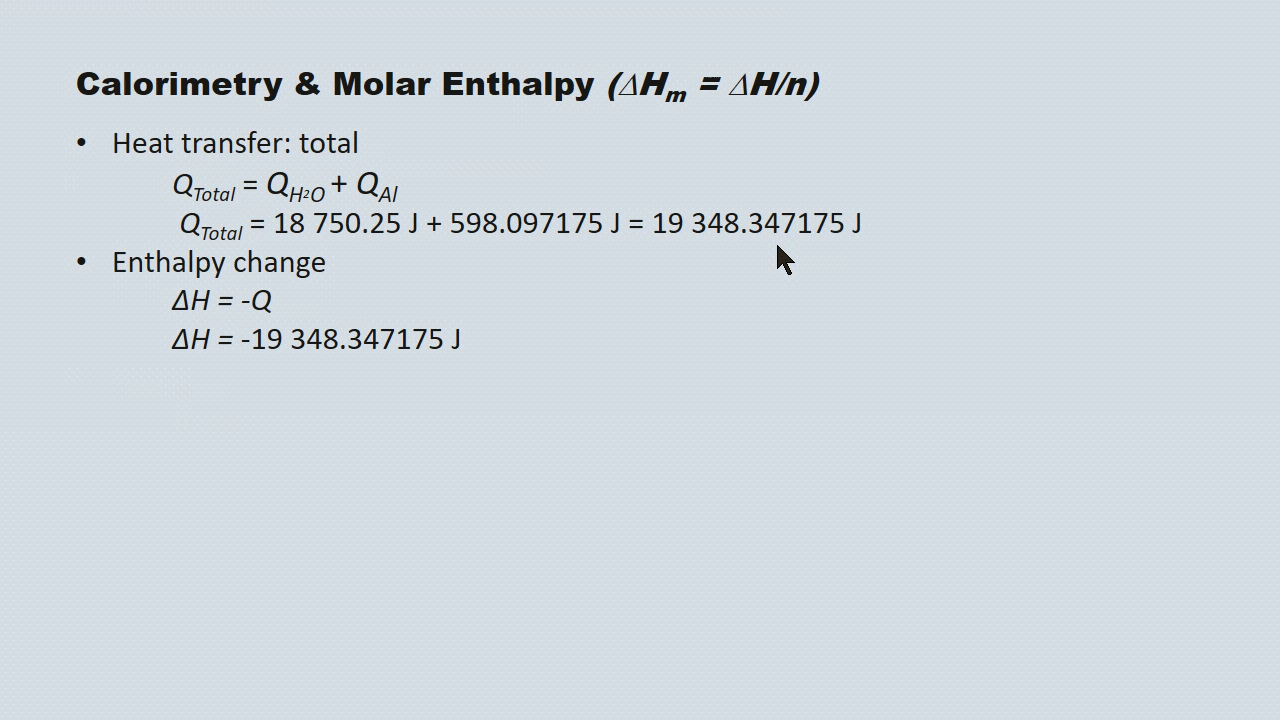 Calorimetry & Molar Enthalpy (ΔHm = ΔH/n)
• Heat transfer: total
QTotal = QH2O + QAl
QTotal = 18 750.25 J + 598.097175 J = 19 348.347175 J
• Enthalpy change
ΔH = -Q
ΔH = -19 348.347175 J